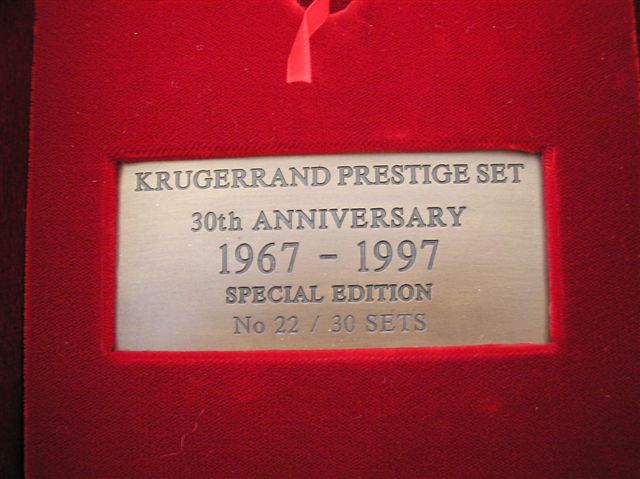 KRUGERRAND PRESTIGE SET
30th ANNIVERSARY
1967 - 1997
SPECIAL EDITION
No 22 / 30 SETS